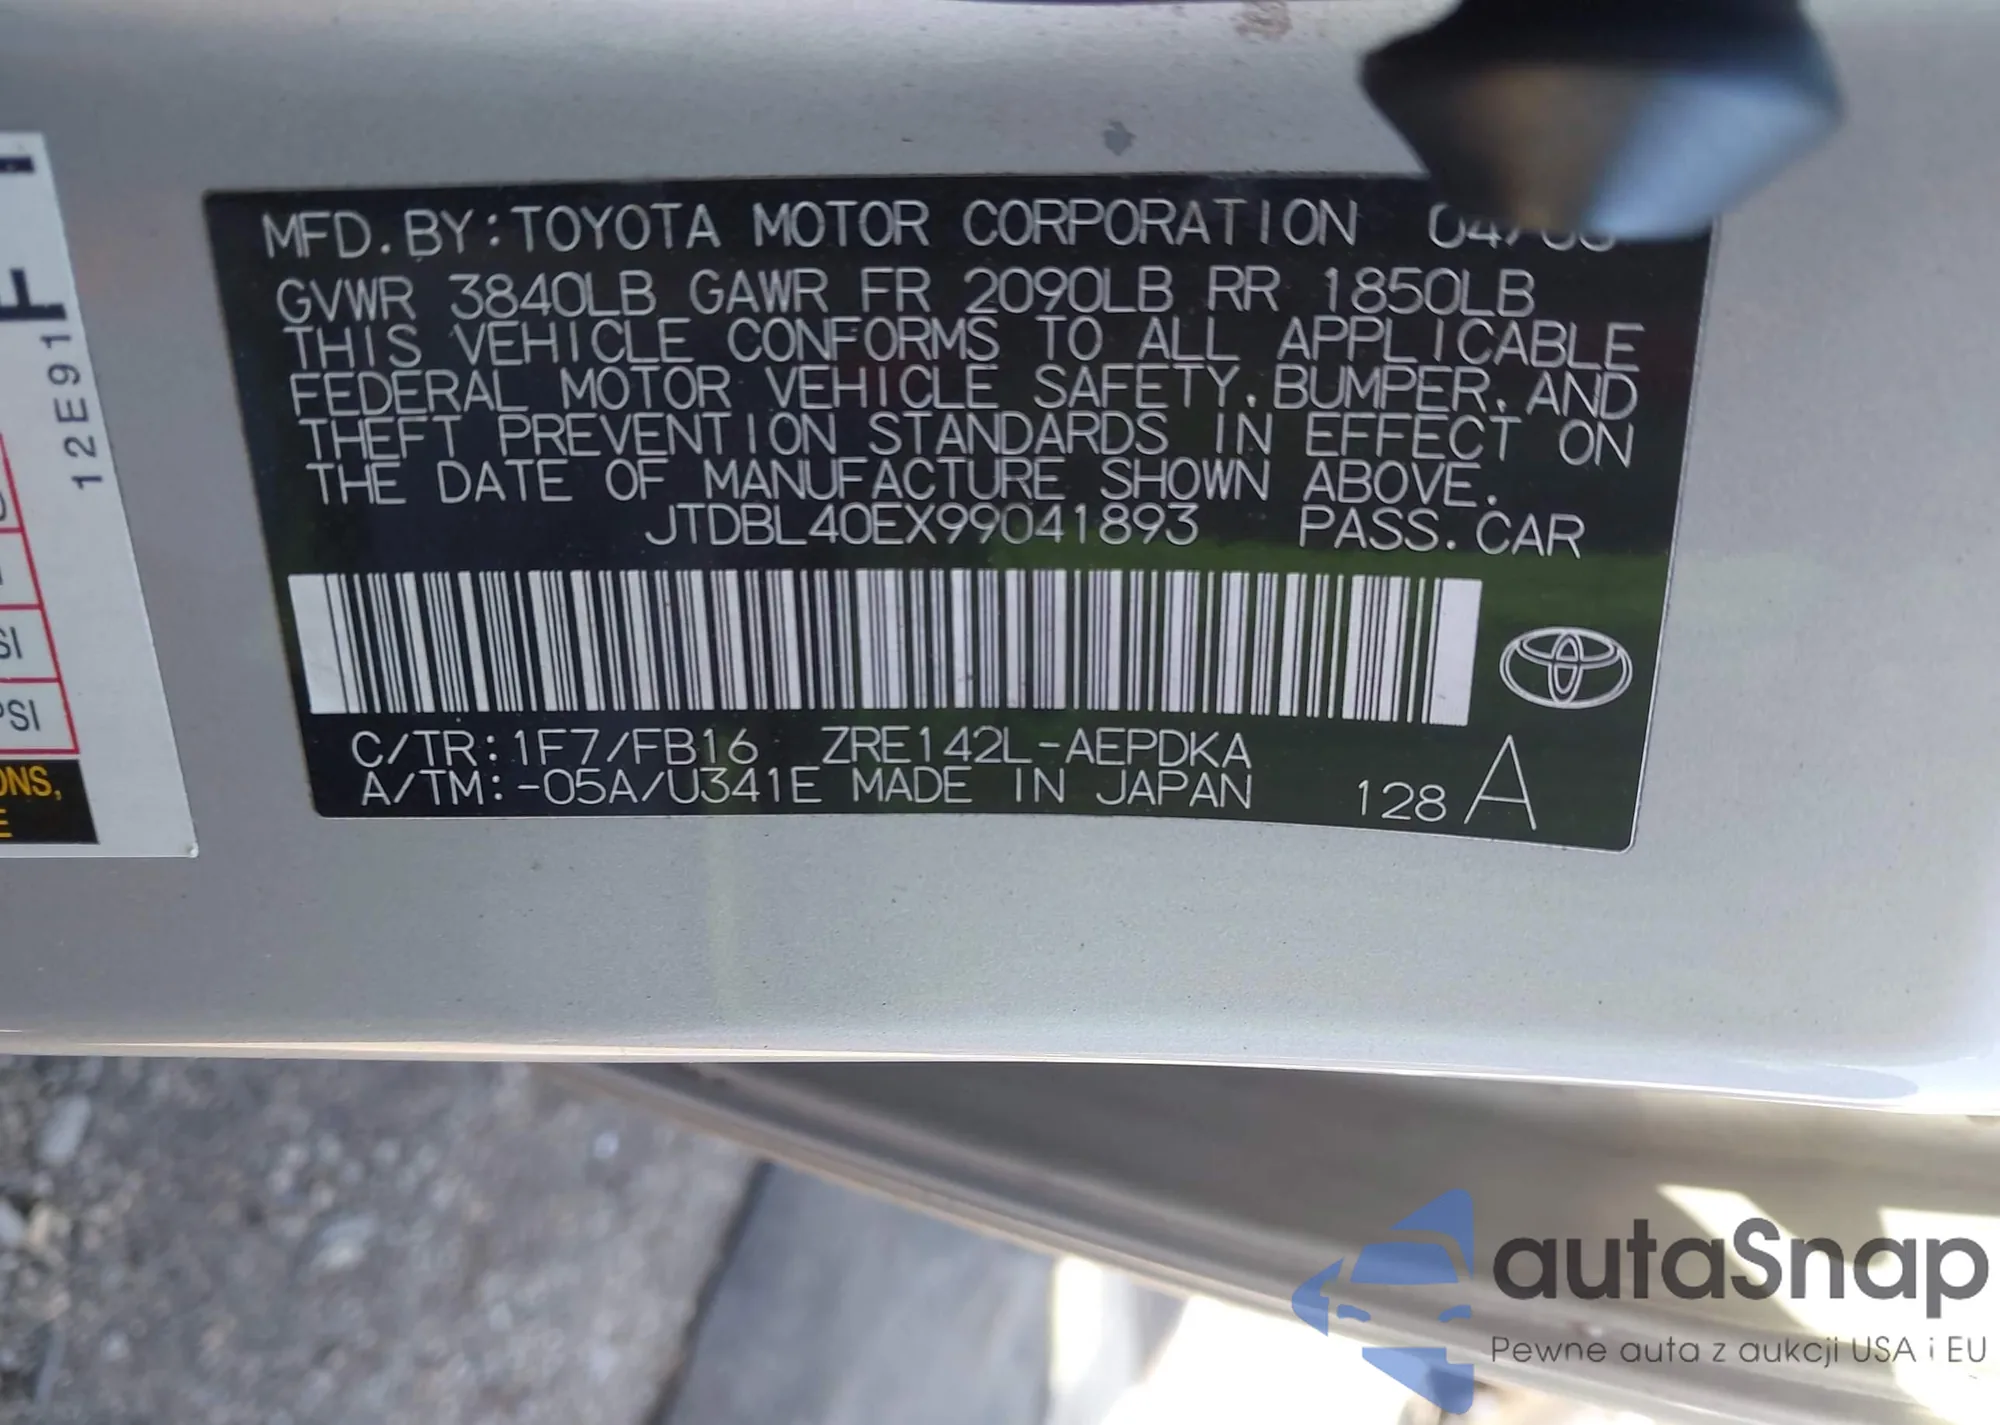 MFD. BY: TOYOTA MOTOR CORPORATION
GVWR 3840LB GAWR FR 2090LB RR 1850LB
THIS VEHICLE CONFORMS TO ALL APPLICABLE
FEDERAL MOTOR VEHICLE SAFETY, BUMPER, AND
THEFT PREVENTION STANDARDS IN EFFECT ON
THE DATE OF MANUFACTURE SHOWN ABOVE.
JTDBL40EX99041893 PASS. CAR
C/TR: 1F7/FB16 ZRE142L-AEPDKA
A/TM: -05A/U341E MADE IN JAPAN 128 A
12E91
SI
PSI
ONS,
E
autaSnap
Pewne auta z aukcji USA i EU